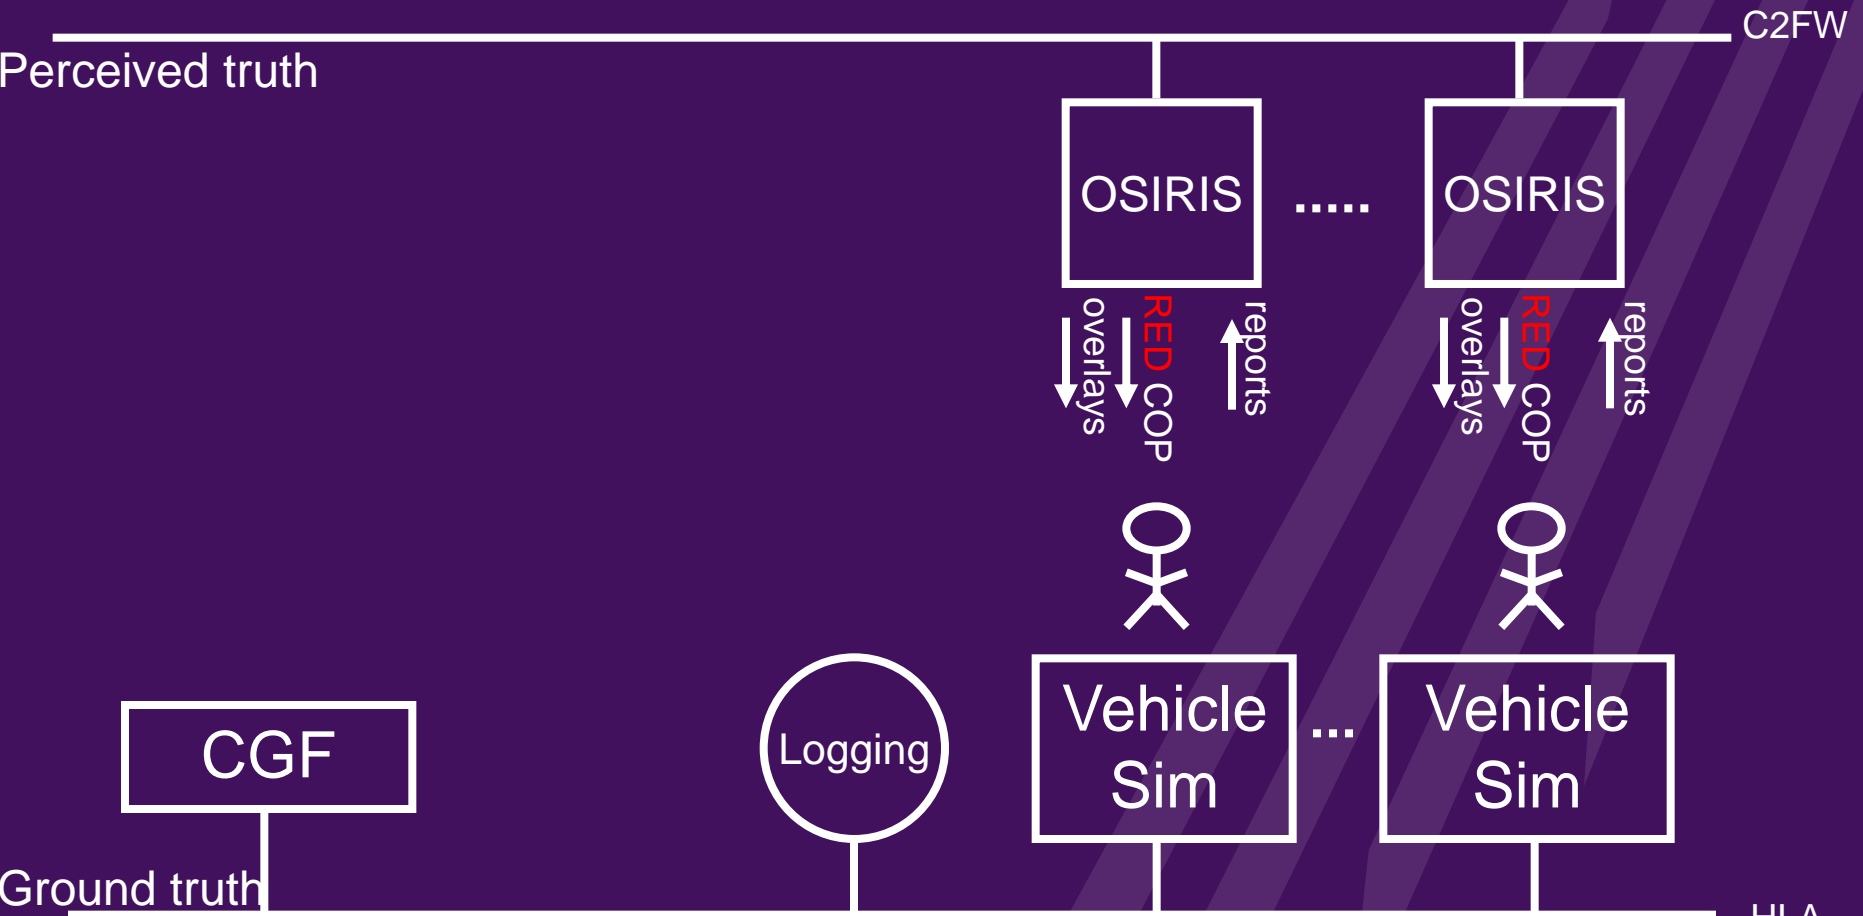 C2FW
Perceived truth
OSIRIS
.....
OSIRIS
overlays
RED COP
reports
overlays
RED COP
reports
CGF
Logging
Vehicle
Sim
...
Vehicle
Sim
Ground truth
HLA